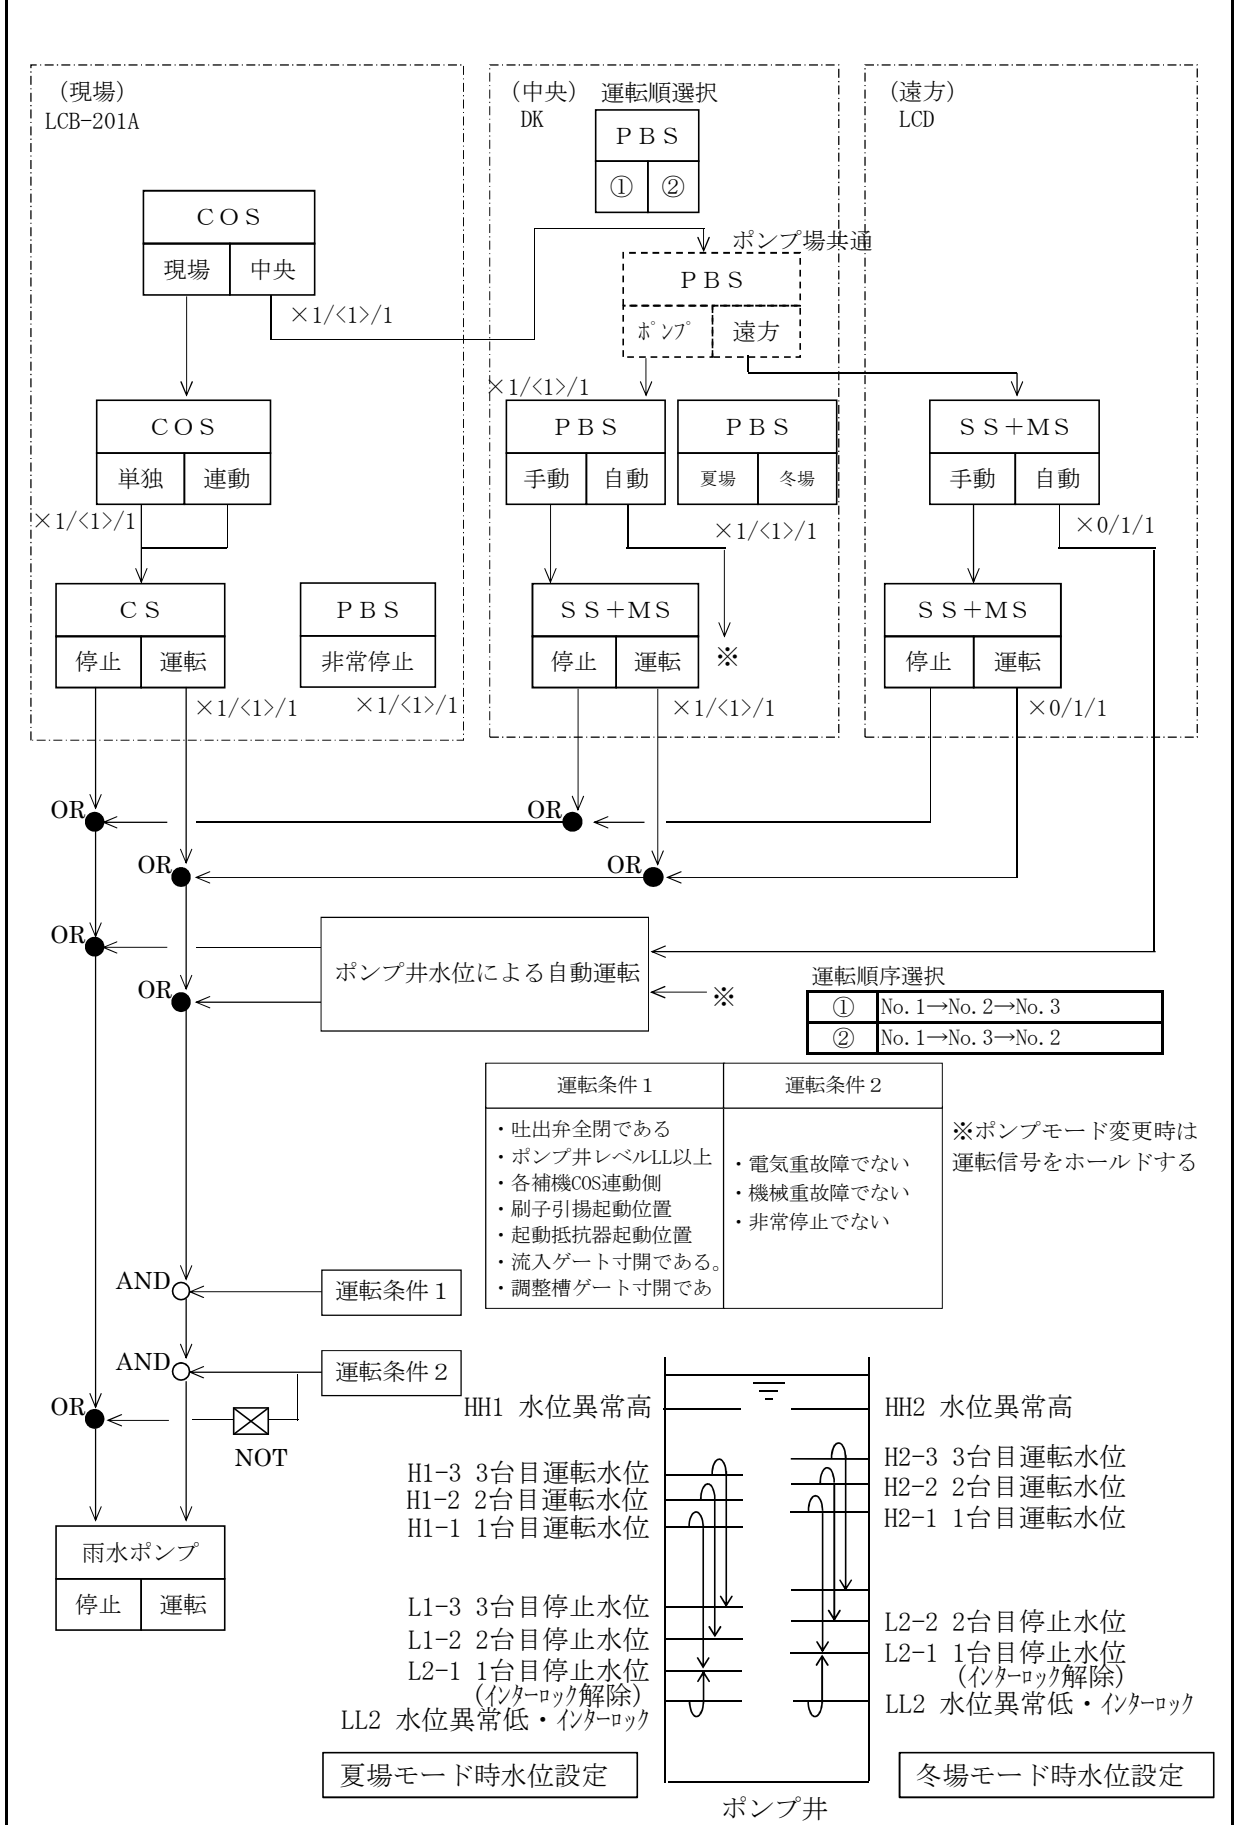 (現場)
LCB-201A
(中央)
DK
運転順選択
PBS
① ②
(遠方)
LCD
COS
現場 中央
×1/<1>/1
ポンプ場共通
PBS
ﾎﾟﾝﾌﾟ 遠方
COS
単独 連動
×1/<1>/1
×1/<1>/1
PBS
手動 自動
PBS
夏場 冬場
×1/<1>/1
SS+MS
手動 自動
×0/1/1
CS
停止 運転
×1/<1>/1
PBS
非常停止
×1/<1>/1
SS+MS
停止 運転
×1/<1>/1
※
SS+MS
停止 運転
×0/1/1
OR
OR
OR
OR
OR
OR
ポンプ井水位による自動運転
※
運転順序選択
① No.1→No.2→No.3
② No.1→No.3→No.2
運転条件1
・吐出弁全閉である
・ポンプ井レベルLL以上
・各補機COS連動側
・刷子引揚起動位置
・起動抵抗器起動位置
・流入ゲート寸開である。
・調整槽ゲート寸開であ
運転条件2
・電気重故障でない
・機械重故障でない
・非常停止でない
※ポンプモード変更時は
運転信号をホールドする
AND
運転条件1
AND
運転条件2
OR
NOT
雨水ポンプ
停止 運転
HH1 水位異常高
H1-3 3台目運転水位
H1-2 2台目運転水位
H1-1 1台目運転水位
L1-3 3台目停止水位
L1-2 2台目停止水位
L2-1 1台目停止水位
(ｲﾝﾀｰﾛｯｸ解除)
LL2 水位異常低・ｲﾝﾀｰﾛｯｸ
HH2 水位異常高
H2-3 3台目運転水位
H2-2 2台目運転水位
H2-1 1台目運転水位
L2-2 2台目停止水位
L2-1 1台目停止水位
(ｲﾝﾀｰﾛｯｸ解除)
LL2 水位異常低・ｲﾝﾀｰﾛｯｸ
夏場モード時水位設定
冬場モード時水位設定
ポンプ井